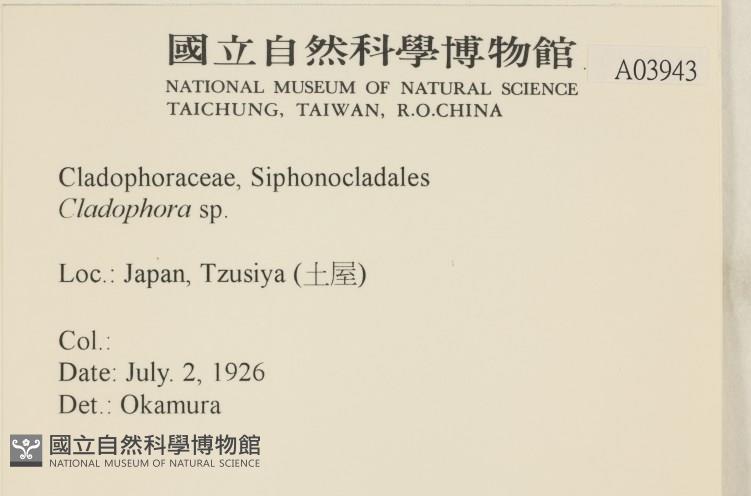 國立自然科學博物館
A03943
NATIONAL MUSEUM OF NATURAL SCIENCE
TAICHUNG, TAIWAN, R.O.CHINA
Cladophoraceae, Siphonocladales
Cladophora sp.
Loc.: Japan, Tzusiya (土屋)
Col.:
Date: July. 2, 1926
Det.: Okamura
國立自然科學博物館
NATIONAL MUSEUM OF NATURAL SCIENCE